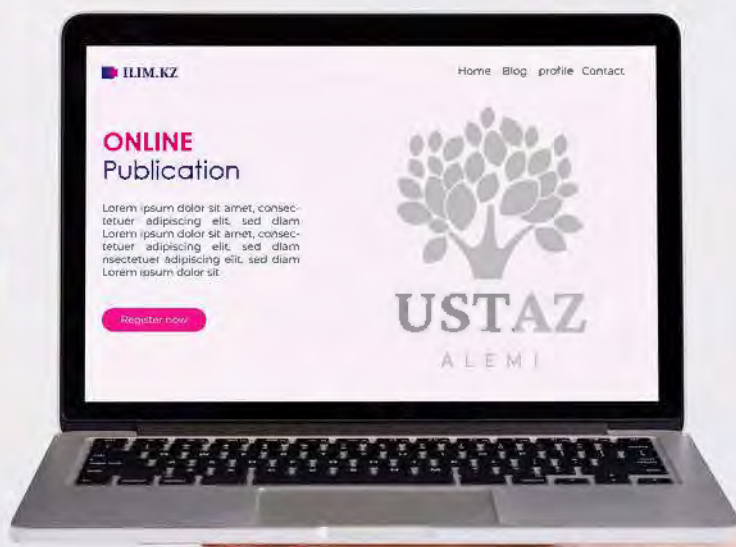 ILIM.KZ
Home Blog profile Contact
ONLINE
Publication
Lorem ipsum dolor sit amet, consec-
tetuer adipiscing elit, sed diam
Lorem ipsum dolor sit amet, consec-
tetuer adipiscing elit, sed diam
nsectetuer adipiscing elit, sed diam
Lorem ipsum dolor sit
Register now
USTAZ
ALEMI